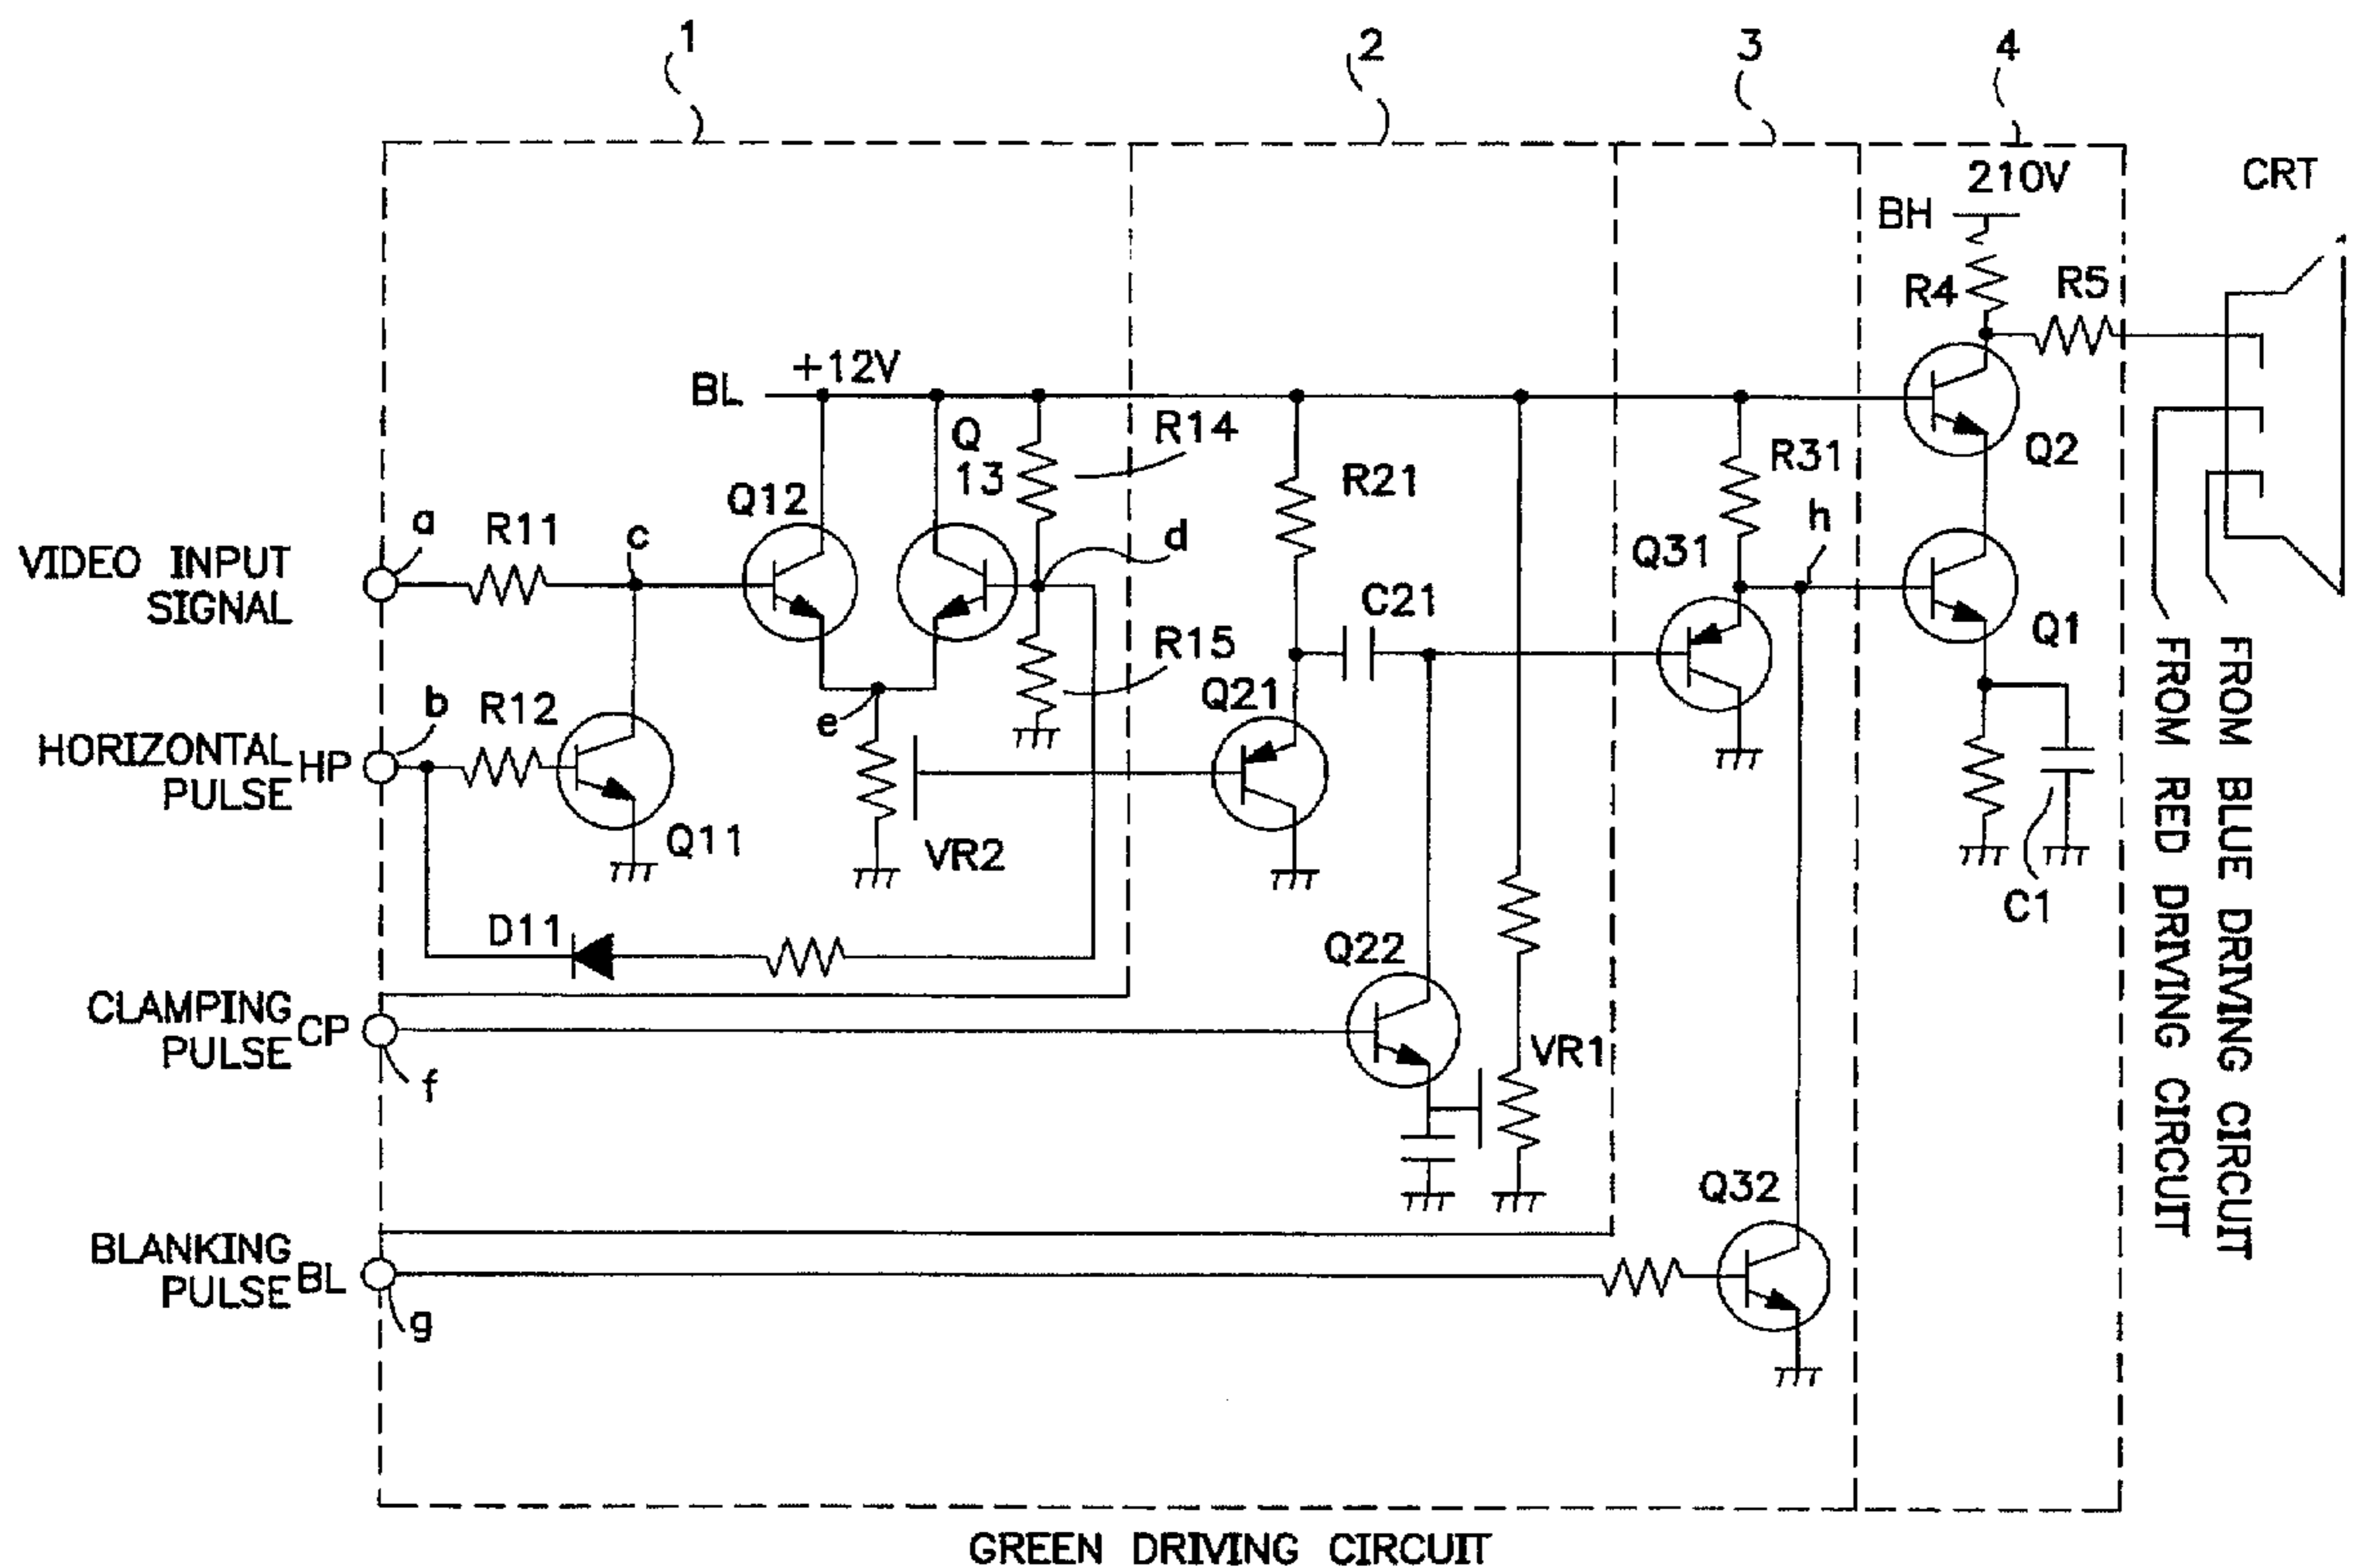 1
2
3
4
210V
CRT
BH
R4
R5
+12V
BL
Q
13
R14
R21
R31
Q2
Q12
a
R11
c
d
h
Q31
VIDEO INPUT
SIGNAL
C21
Q1
R15
Q21
b
R12
e
HORIZONTAL
PULSE
HP
Q11
VR2
C1
D11
Q22
CLAMPING
PULSE
CP
f
VR1
Q32
BLANKING
PULSE
BL
g
FROM BLUE DRIVING CIRCUIT
FROM RED DRIVING CIRCUIT
GREEN DRIVING CIRCUIT